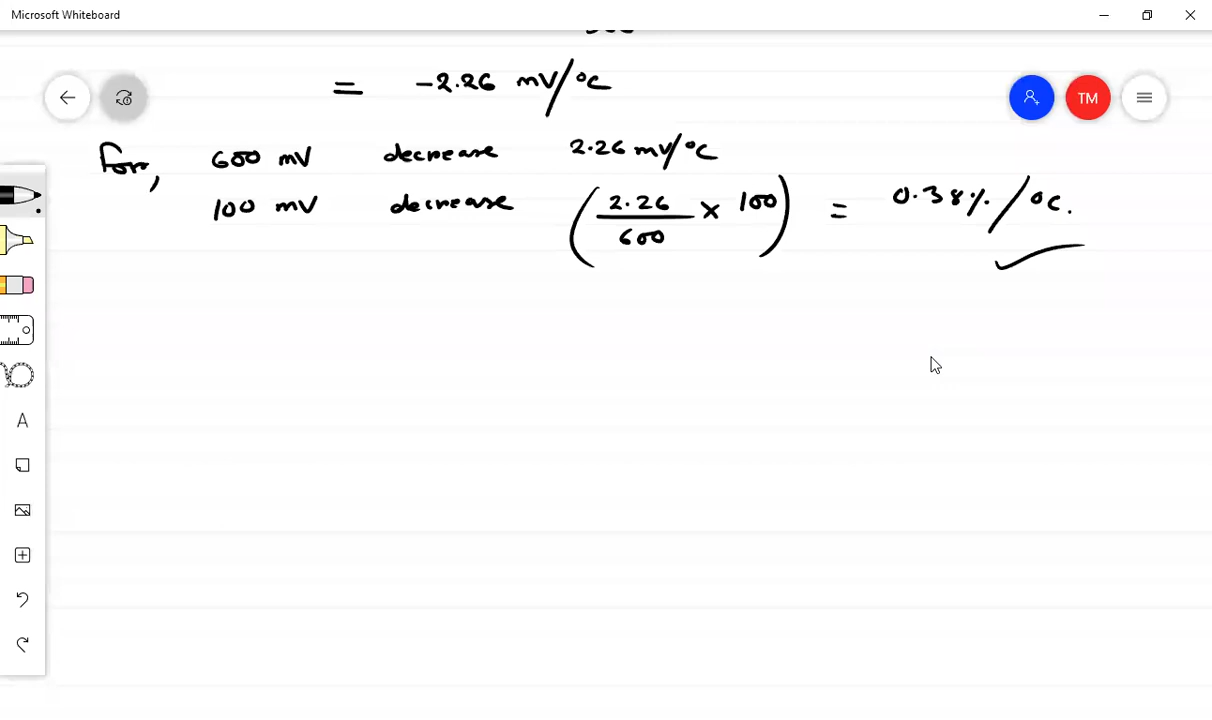 Microsoft Whiteboard
= -2.26 mV/°C
TM
For, 600 mV decrease 2.26 mV/°C
100 mV decrease (2.26/600 × 100) = 0.38%/°C.
A